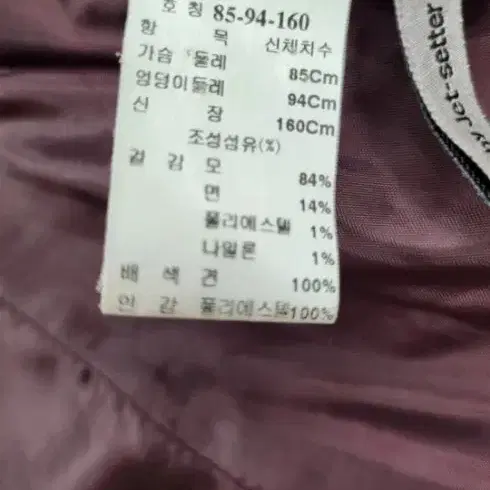 호 칭 85-94-160
항 목 신체치수
가슴 둘레 85Cm
엉덩이둘레 94Cm
신 장 160Cm
조성섬유(%)
겉 감 모 84%
면 14%
폴리에스텔 1%
나일론 1%
배 색 견 100%
안 감 폴리에스텔100%
by Jet-setter